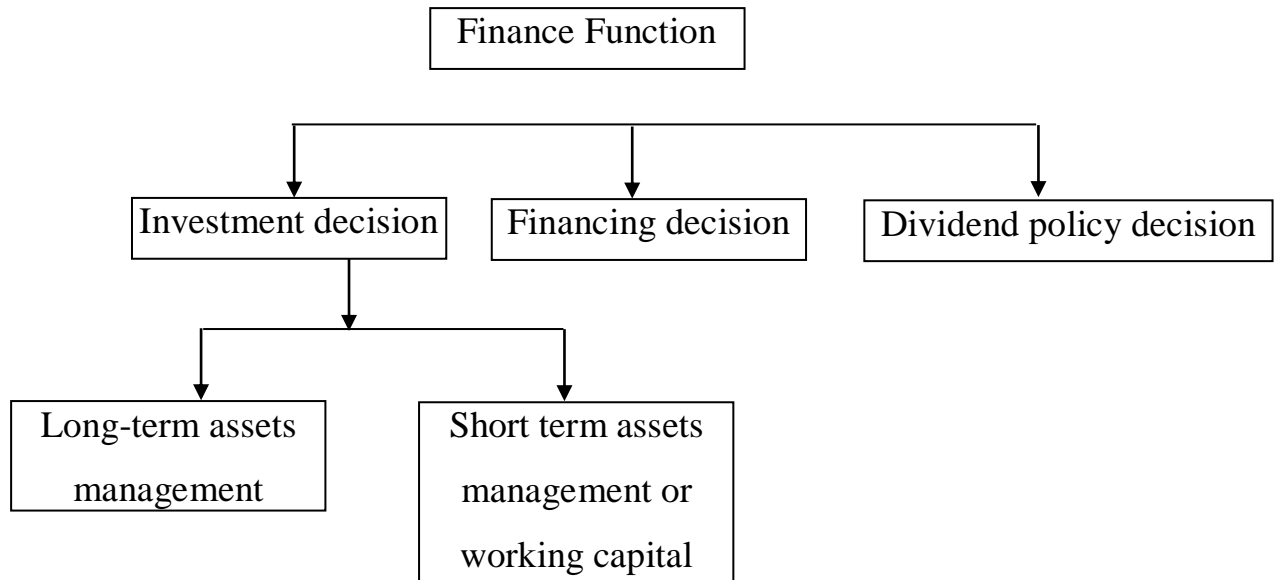 Finance Function
Investment decision
Financing decision
Dividend policy decision
Long-term assets
management
Short term assets
management or
working capital